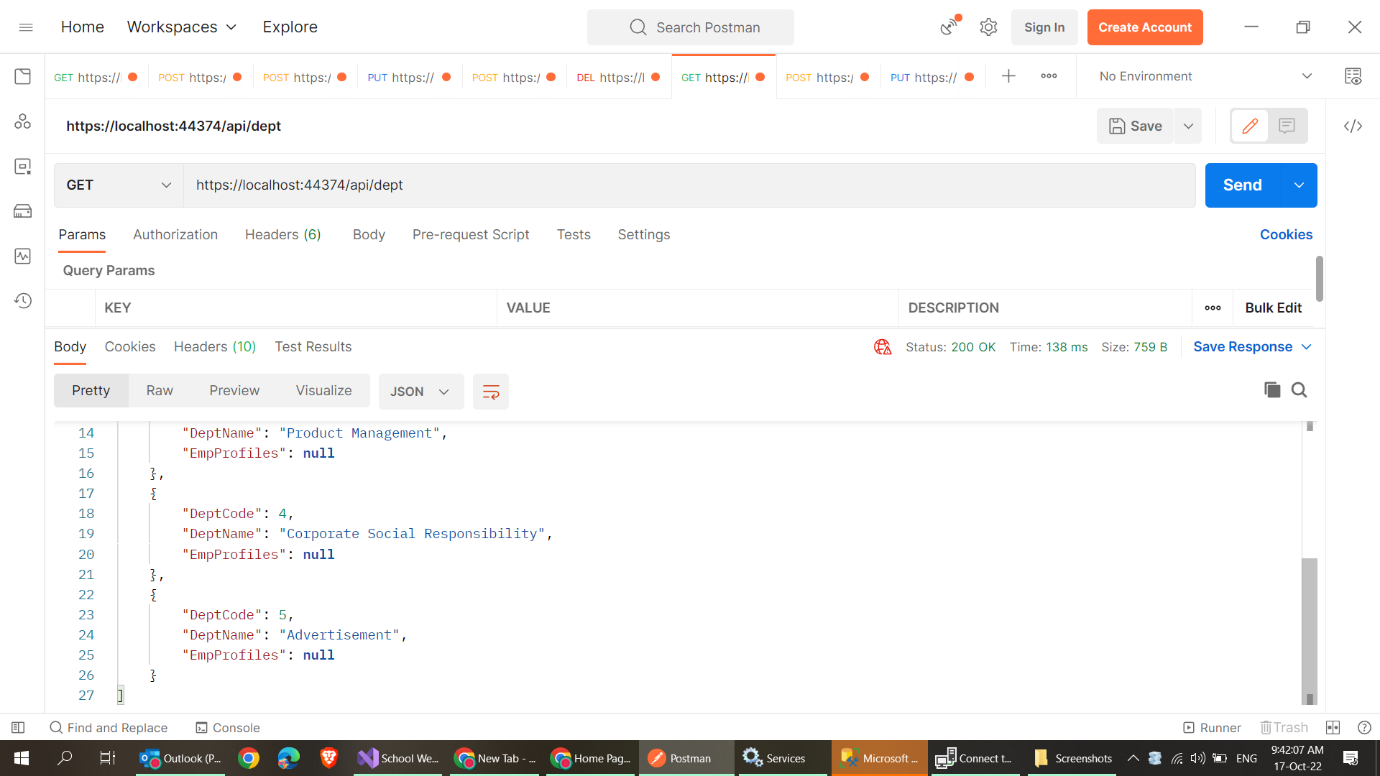 Home Workspaces Explore Search Postman Sign In Create Account
GET https://l POST https:/ POST https:/ PUT https:// POST https:/ DEL https://l GET https://l POST https:/ PUT https:// No Environment
https://localhost:44374/api/dept Save
GET https://localhost:44374/api/dept Send
Params Authorization Headers (6) Body Pre-request Script Tests Settings Cookies
Query Params
KEY VALUE DESCRIPTION Bulk Edit
Body Cookies Headers (10) Test Results Status: 200 OK Time: 138 ms Size: 759 B Save Response
Pretty Raw Preview Visualize JSON
14 "DeptName": "Product Management",
15 "EmpProfiles": null
16 },
17 {
18 "DeptCode": 4,
19 "DeptName": "Corporate Social Responsibility",
20 "EmpProfiles": null
21 },
22 {
23 "DeptCode": 5,
24 "DeptName": "Advertisement",
25 "EmpProfiles": null
26 }
27 ]
Find and Replace Console Runner Trash
Outlook (P... School We... New Tab - ... Home Pag... Postman Services Microsoft ... Connect t... Screenshots ENG 9:42:07 AM
17-Oct-22